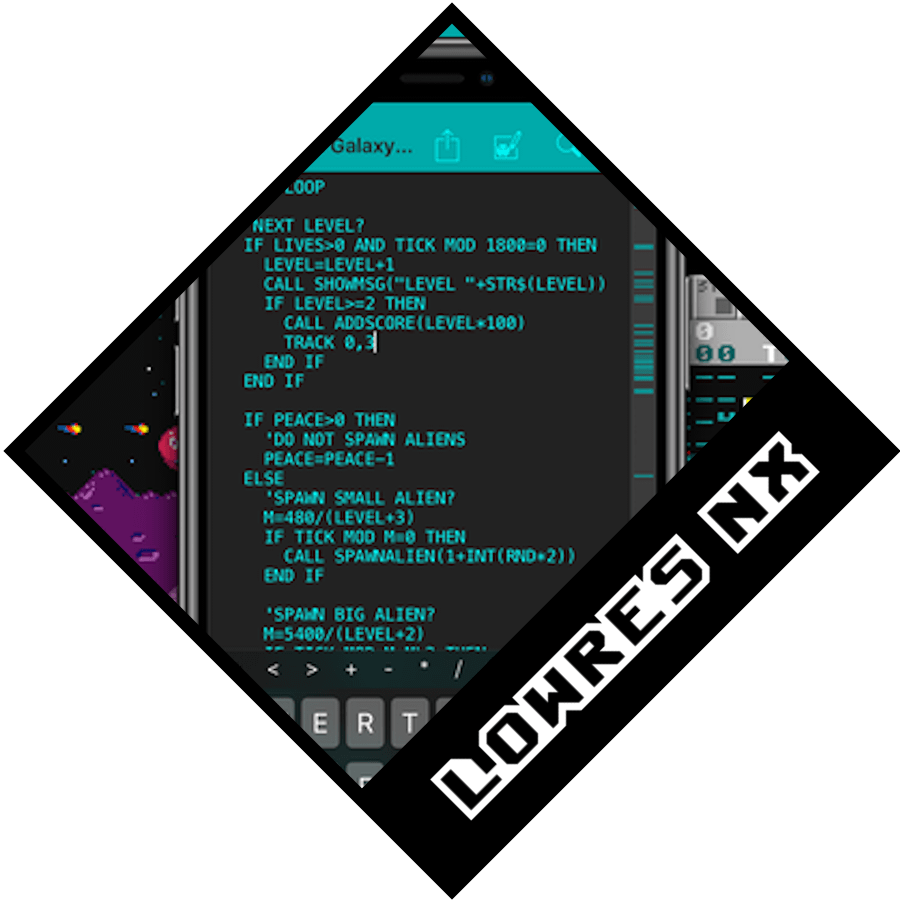 Galaxy...
LOOP
'NEXT LEVEL?
IF LIVES>0 AND TICK MOD 1800=0 THEN
LEVEL=LEVEL+1
CALL SHOWMSG("LEVEL "+STR$(LEVEL))
IF LEVEL>=2 THEN
CALL ADDSCORE(LEVEL*100)
TRACK 0,3
END IF
END IF
IF PEACE>0 THEN
'DO NOT SPAWN ALIENS
PEACE=PEACE-1
ELSE
'SPAWN SMALL ALIEN?
M=480/(LEVEL+3)
IF TICK MOD M=0 THEN
CALL SPAWNALIEN(1+INT(RND*2))
END IF
'SPAWN BIG ALIEN?
M=5400/(LEVEL+2)
< > + - * /
E R T
00
LOWRES NX